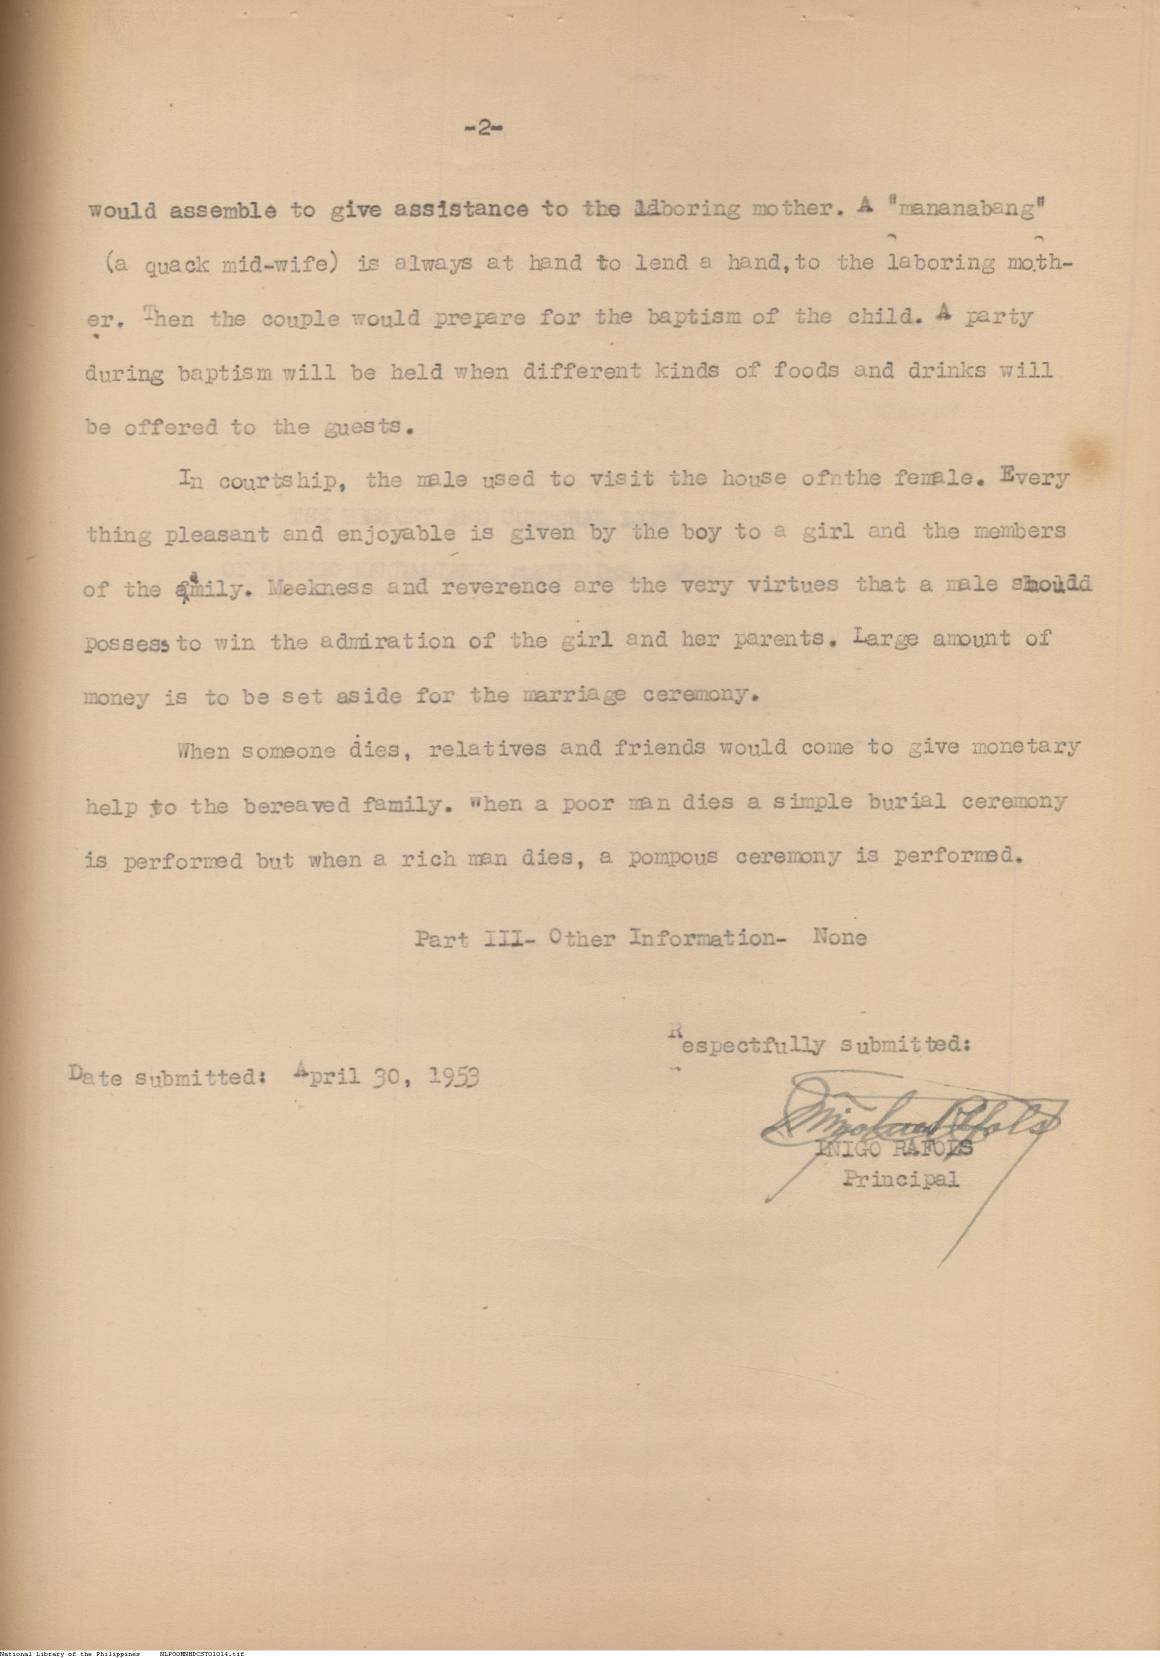 -2-
would assemble to give assistance to the laboring mother. A "mananabang"
(a quack mid-wife) is always at hand to lend a hand, to the laboring moth-
er. Then the couple would prepare for the baptism of the child. A party
during baptism will be held when different kinds of foods and drinks will
be offered to the guests.
In courtship, the male used to visit the house ofnthe female. Every
thing pleasant and enjoyable is given by the boy to a girl and the members
of the family. Meekness and reverence are the very virtues that a male shoudd
possess to win the admiration of the girl and her parents. Large amount of
money is to be set aside for the marriage ceremony.
When someone dies, relatives and friends would come to give monetary
help to the bereaved family. When a poor man dies a simple burial ceremony
is performed but when a rich man dies, a pompous ceremony is performed.
Part III- Other Information- None
Respectfully submitted:
Date submitted: April 30, 1953
INIGO RAFOLS
Principal
National Library of the Philippines NLPOOMNHDCST01014.tif